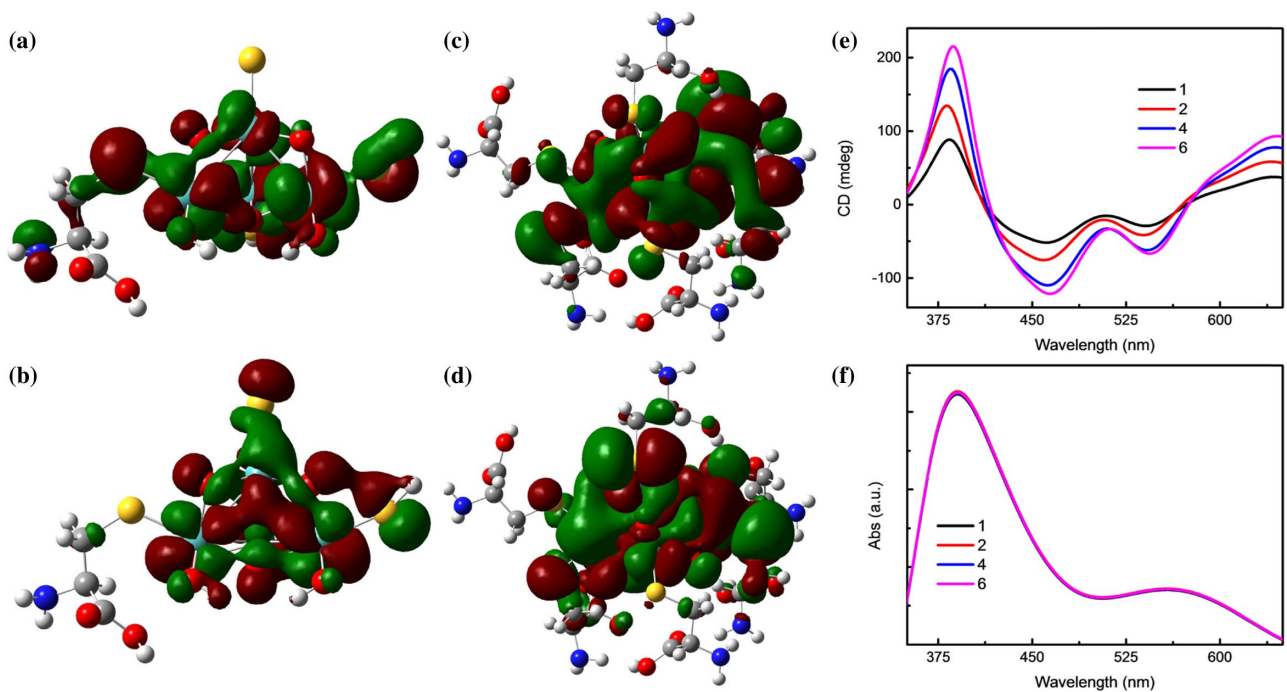 (a)
(c)
(e)
200
100
0
-100
CD (mdeg)
1
2
4
6
375 450 525 600
Wavelength (nm)
(b)
(d)
(f)
Abs (a.u.)
1
2
4
6
375 450 525 600
Wavelength (nm)